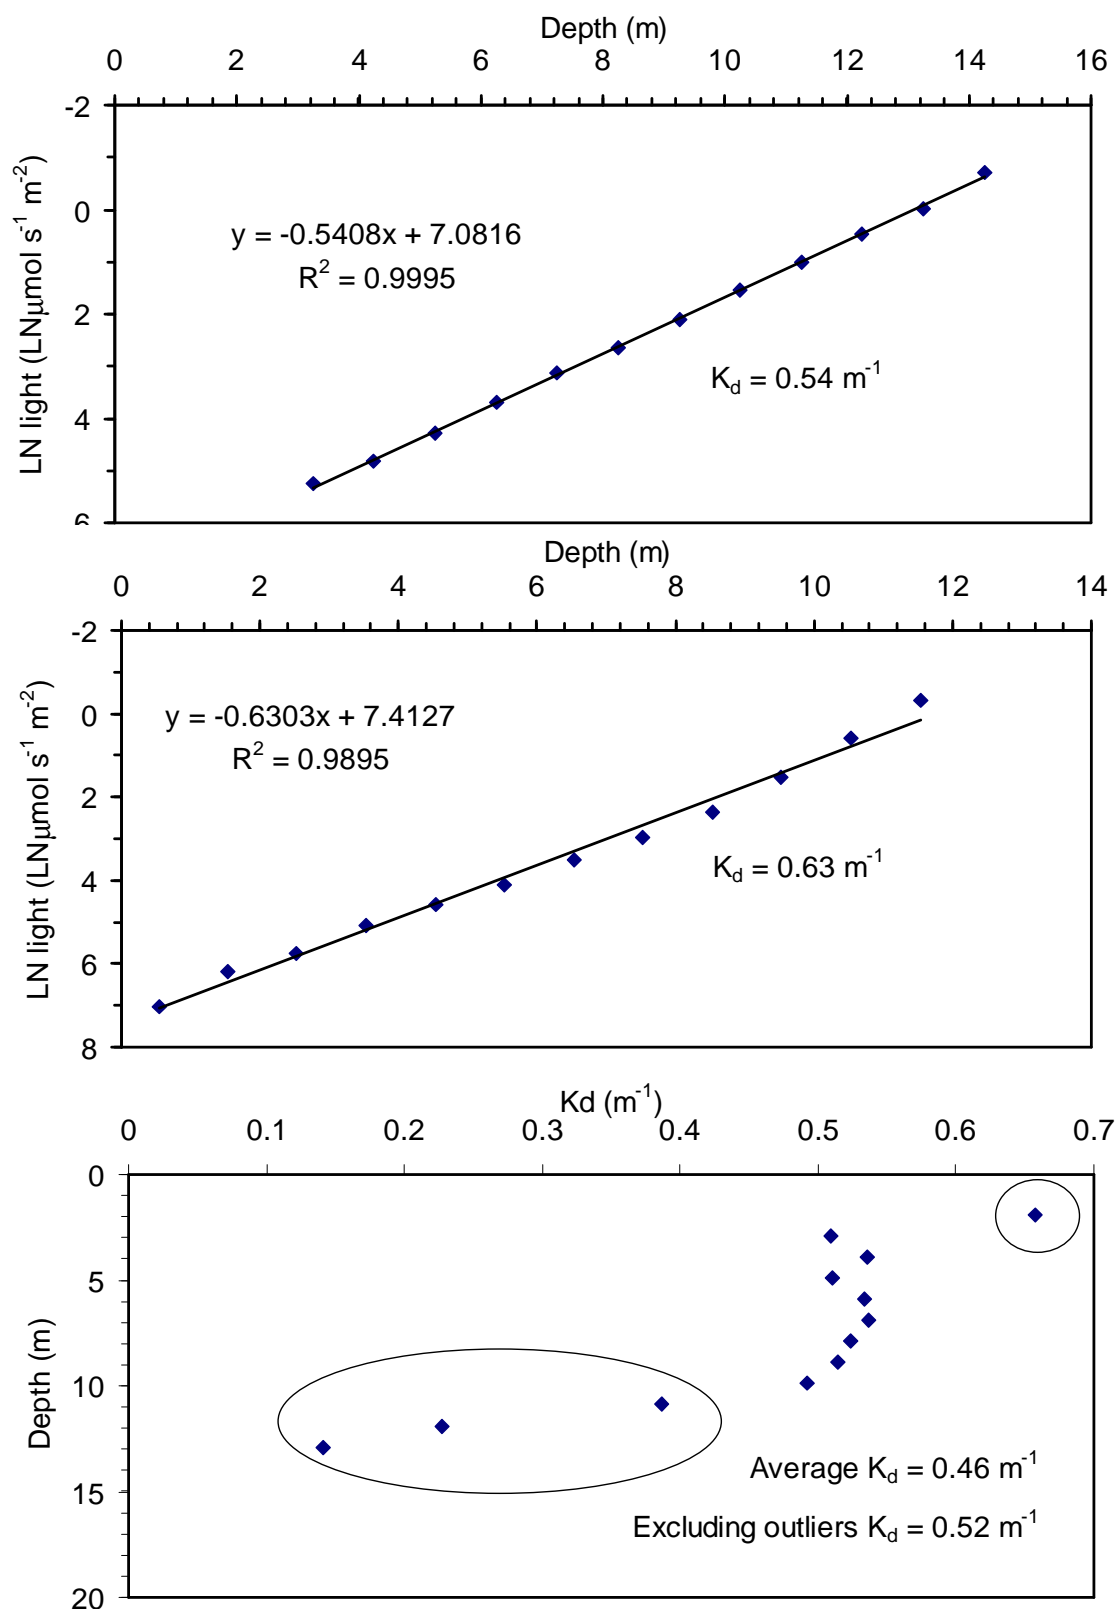 Depth (m)
0 2 4 6 8 10 12 14 16
-2
0
2
4
6
LN light (LNµmol s⁻¹ m⁻²)
y = -0.5408x + 7.0816
R² = 0.9995
K_d = 0.54 m⁻¹
Depth (m)
0 2 4 6 8 10 12 14
-2
0
2
4
6
8
LN light (LNµmol s⁻¹ m⁻²)
y = -0.6303x + 7.4127
R² = 0.9895
K_d = 0.63 m⁻¹
Kd (m⁻¹)
0 0.1 0.2 0.3 0.4 0.5 0.6 0.7
0
5
10
15
20
Depth (m)
Average K_d = 0.46 m⁻¹
Excluding outliers K_d = 0.52 m⁻¹